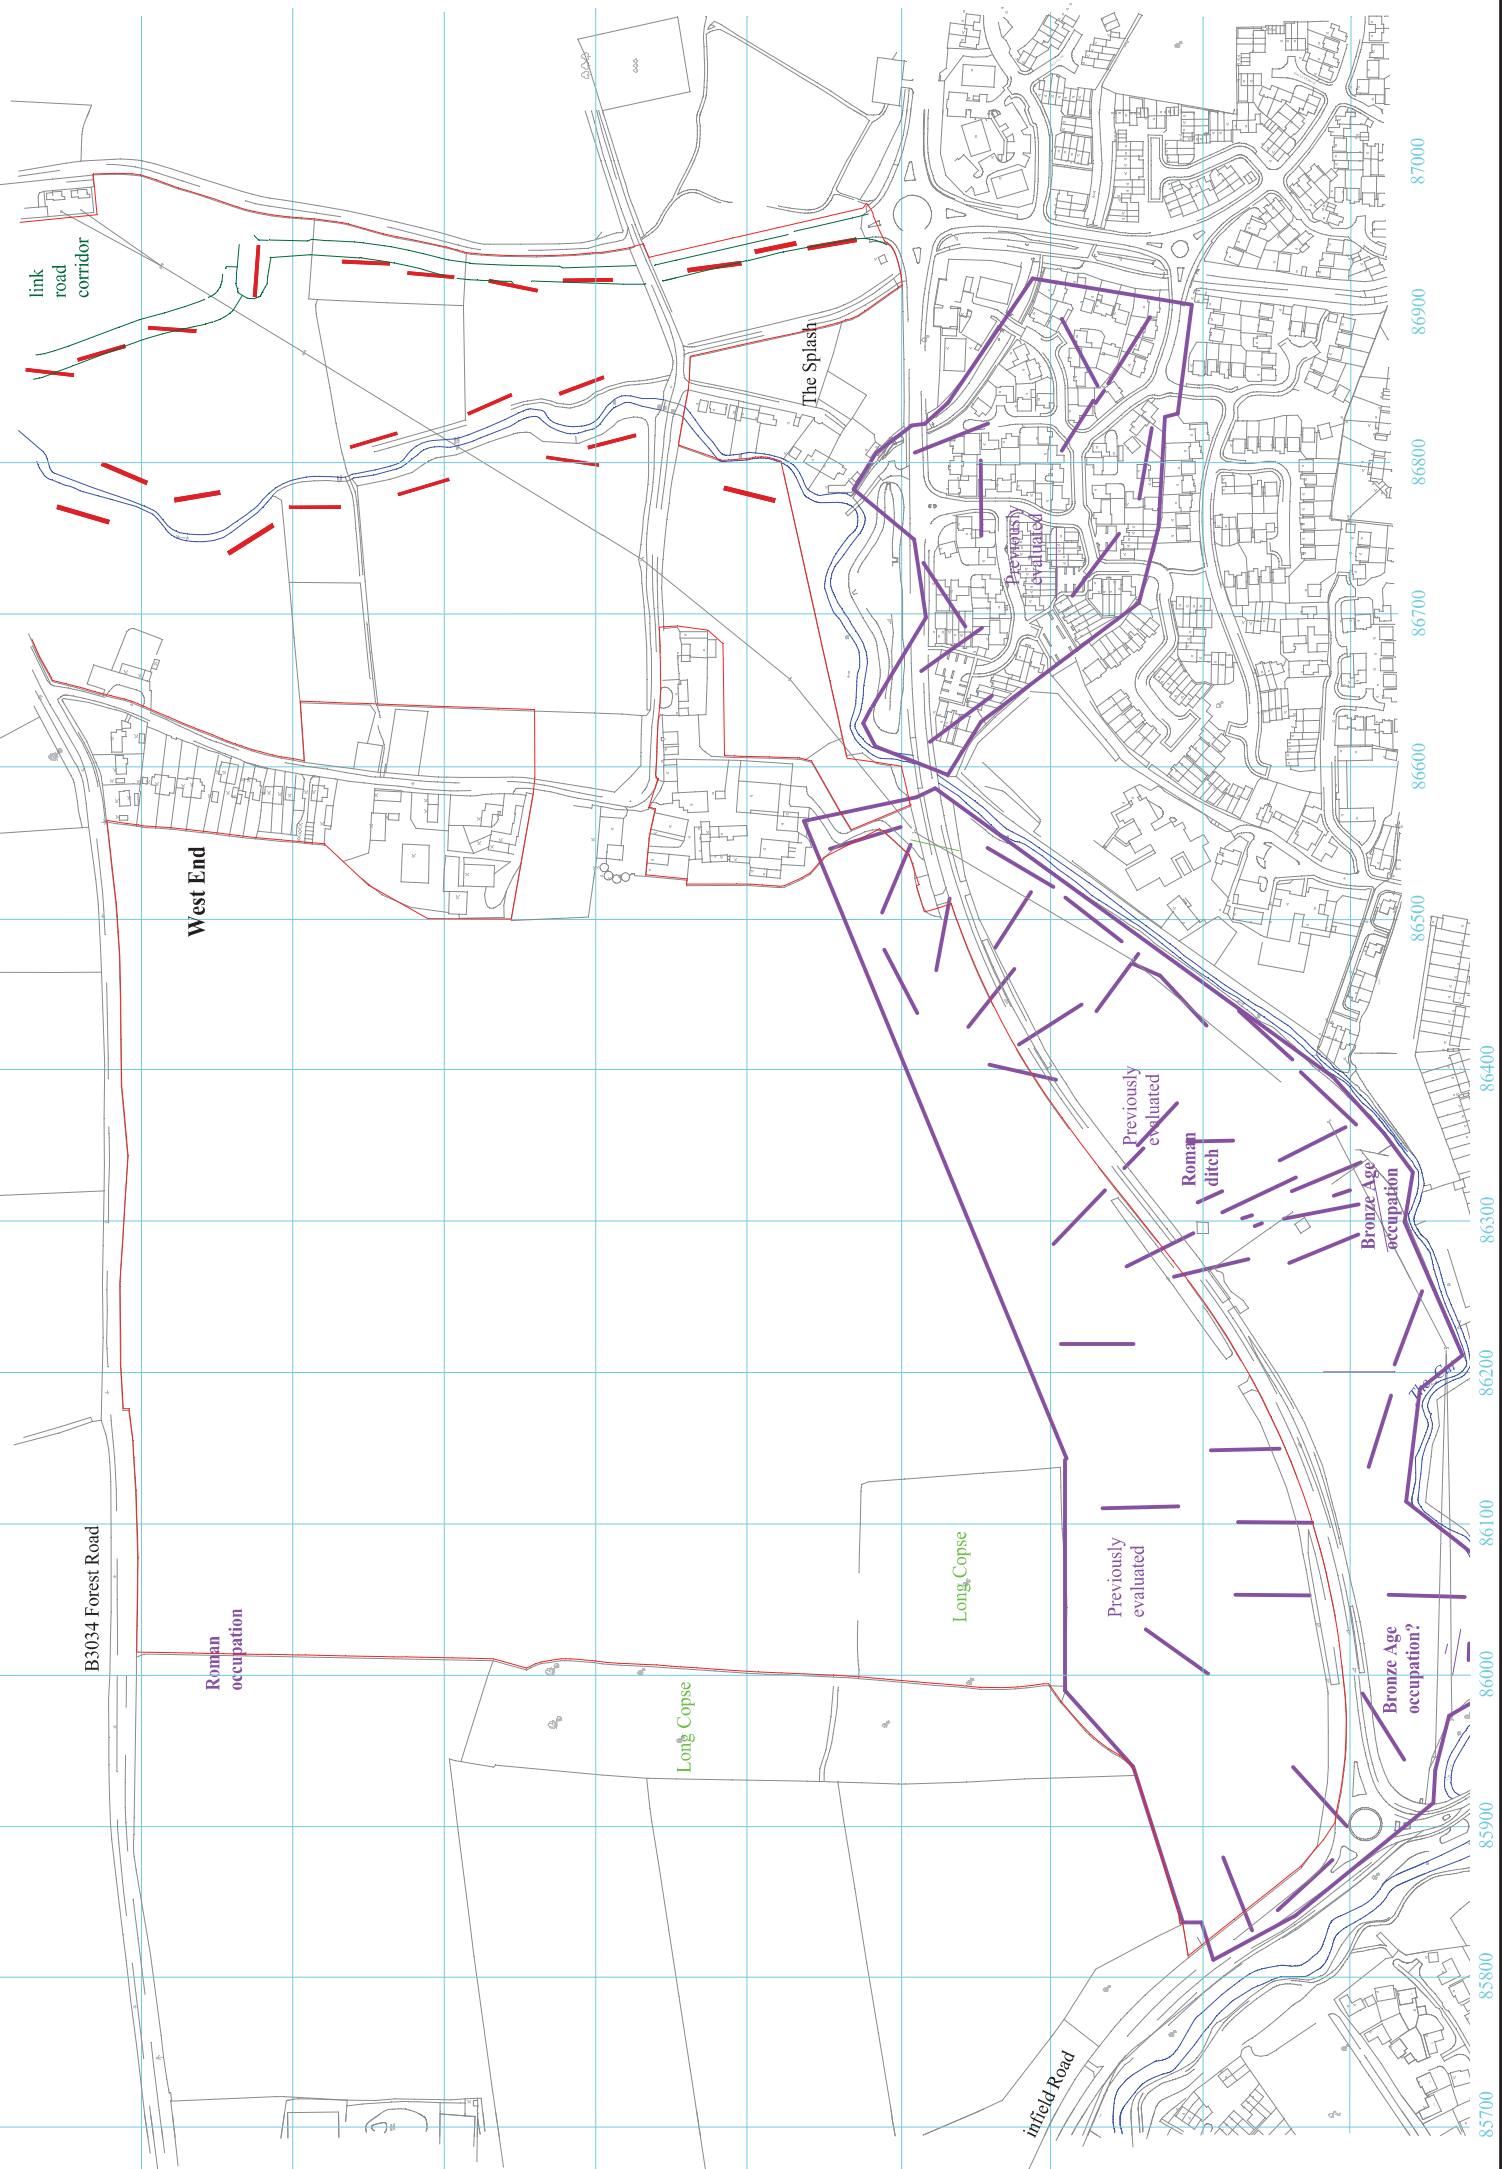 link
road
corridor
The Splash
West End
Previously
evaluated
Previously
evaluated
Roman
ditch
Bronze Age
occupation
B3034 Forest Road
Roman
occupation
Long Copse
Long Copse
Previously
evaluated
Bronze Age
occupation?
infield Road
87000
86900
86800
86700
86600
86500
86400
86300
86200
86100
86000
85900
85800
85700